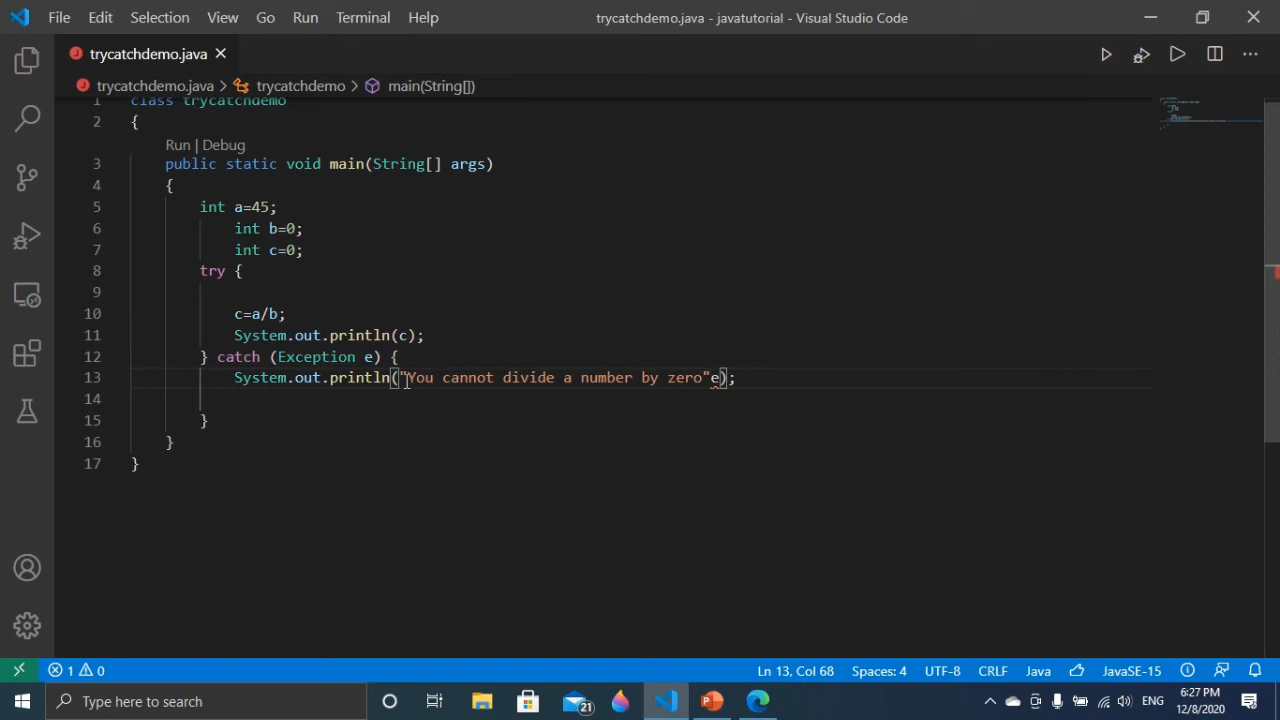 File Edit Selection View Go Run Terminal Help trycatchdemo.java - javatutorial - Visual Studio Code
trycatchdemo.java
trycatchdemo.java > trycatchdemo > main(String[])
1 class trycatchdemo
2 {
Run | Debug
3 public static void main(String[] args)
4 {
5 int a=45;
6 int b=0;
7 int c=0;
8 try {
9
10 c=a/b;
11 System.out.println(c);
12 } catch (Exception e) {
13 System.out.println("You cannot divide a number by zero"e);
14
15 }
16 }
17 }
1 0 Ln 13, Col 68 Spaces: 4 UTF-8 CRLF Java JavaSE-15
Type here to search 21 ENG 6:27 PM
12/8/2020